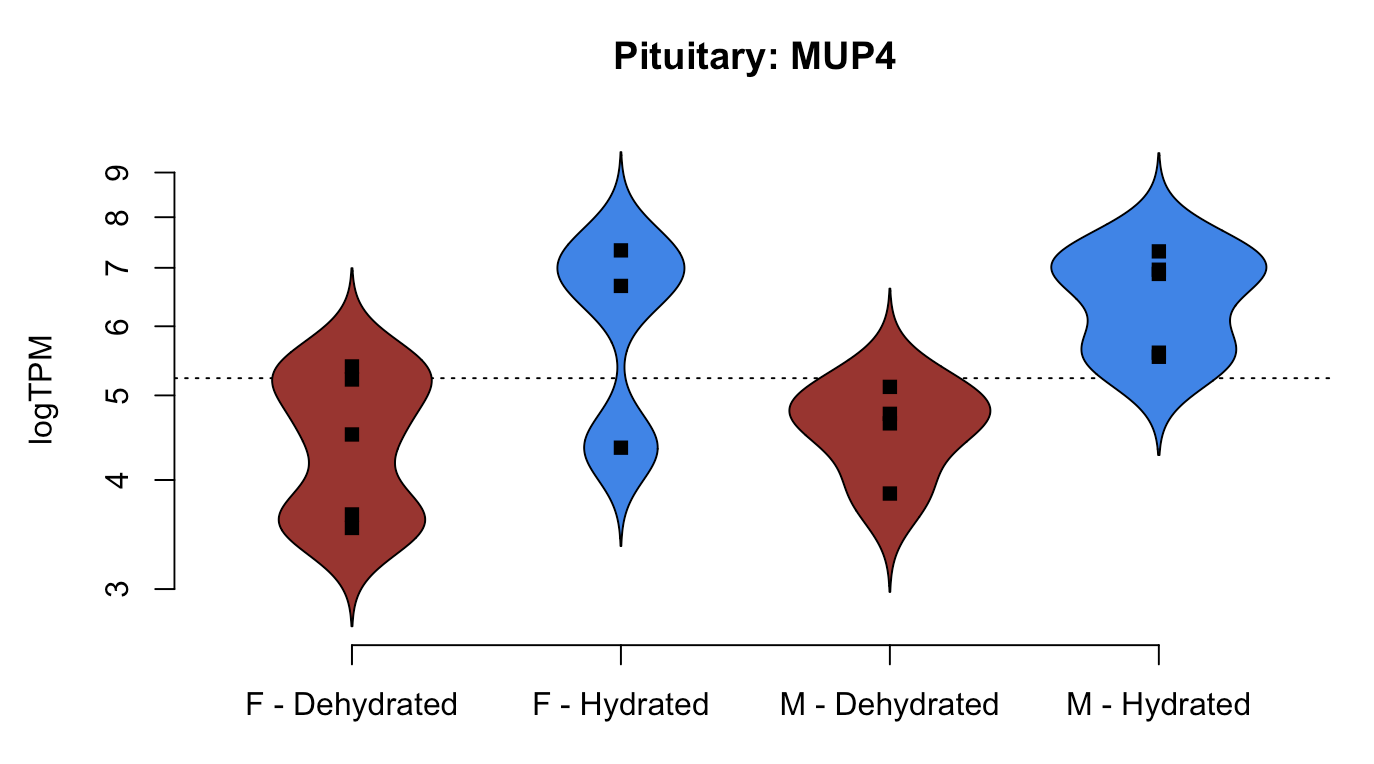 Pituitary: MUP4
9
8
7
6
5
4
3
logTPM
F - Dehydrated
F - Hydrated
M - Dehydrated
M - Hydrated